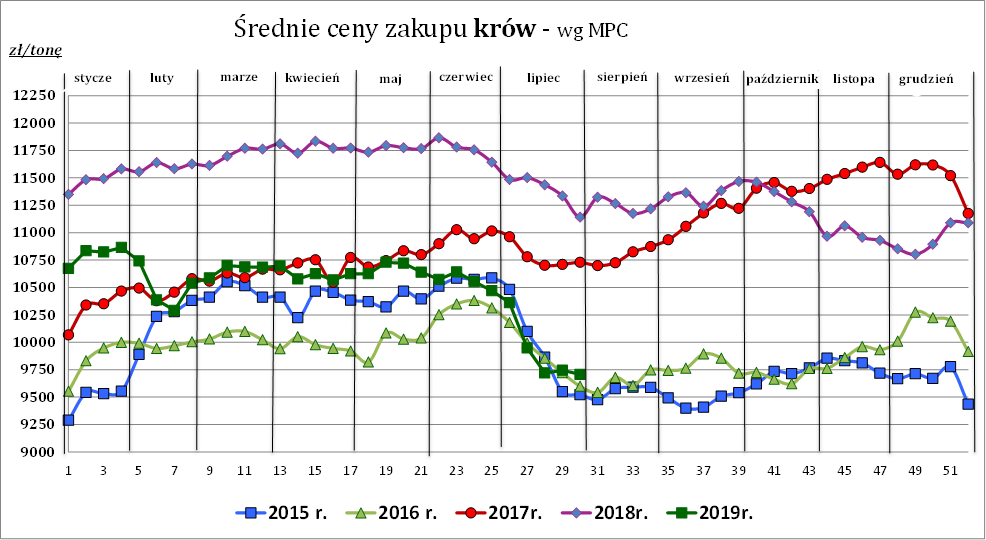 Średnie ceny zakupu krów - wg MPC
zł/tonę
stycze luty marze kwiecień maj czerwiec lipiec sierpień wrzesień październik listopa grudzień
12250
12000
11750
11500
11250
11000
10750
10500
10250
10000
9750
9500
9250
9000
1 3 5 7 9 11 13 15 17 19 21 23 25 27 29 31 33 35 37 39 41 43 45 47 49 51
2015 r. 2016 r. 2017r. 2018r. 2019r.